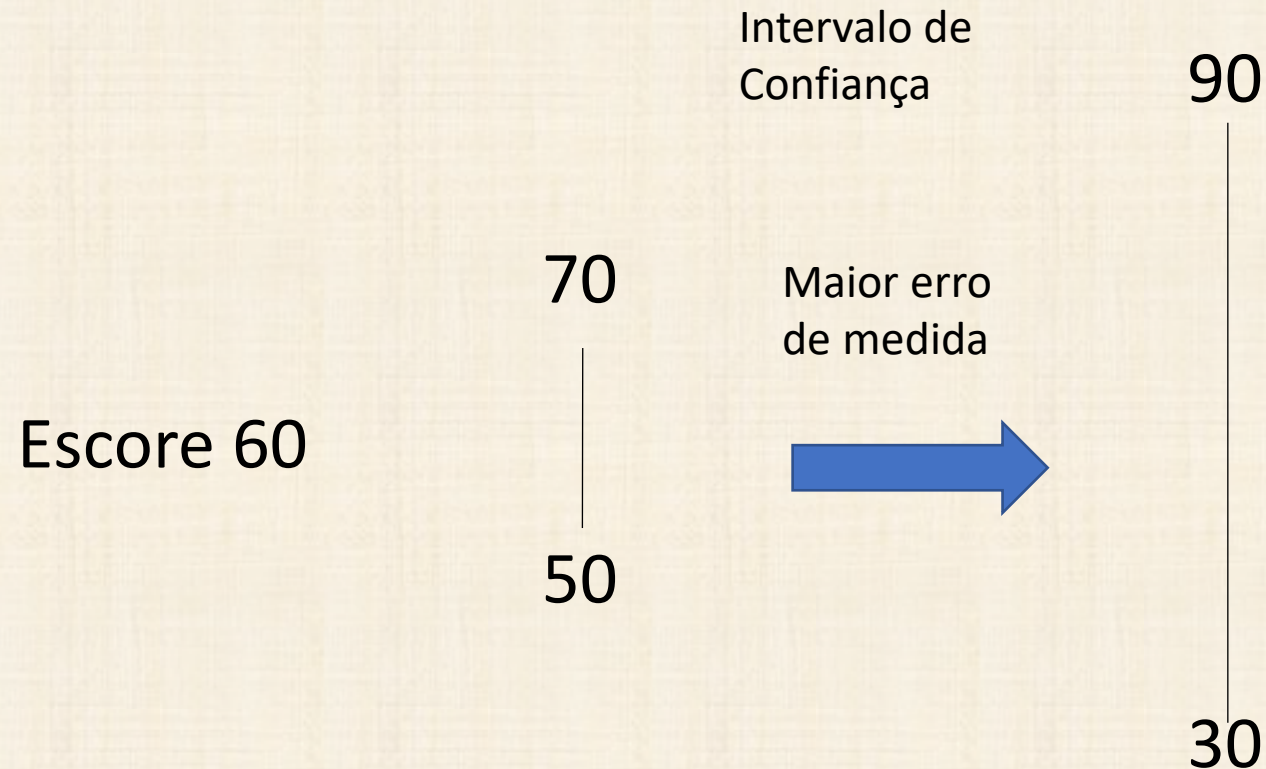 Intervalo de
Confiança
90
70
Maior erro
de medida
Escore 60
50
30